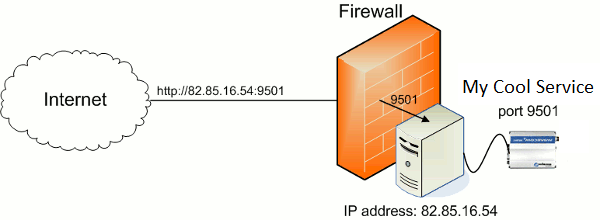 Firewall
Internet
http://82.85.16.54:9501
9501
My Cool Service
port 9501
IP address: 82.85.16.54